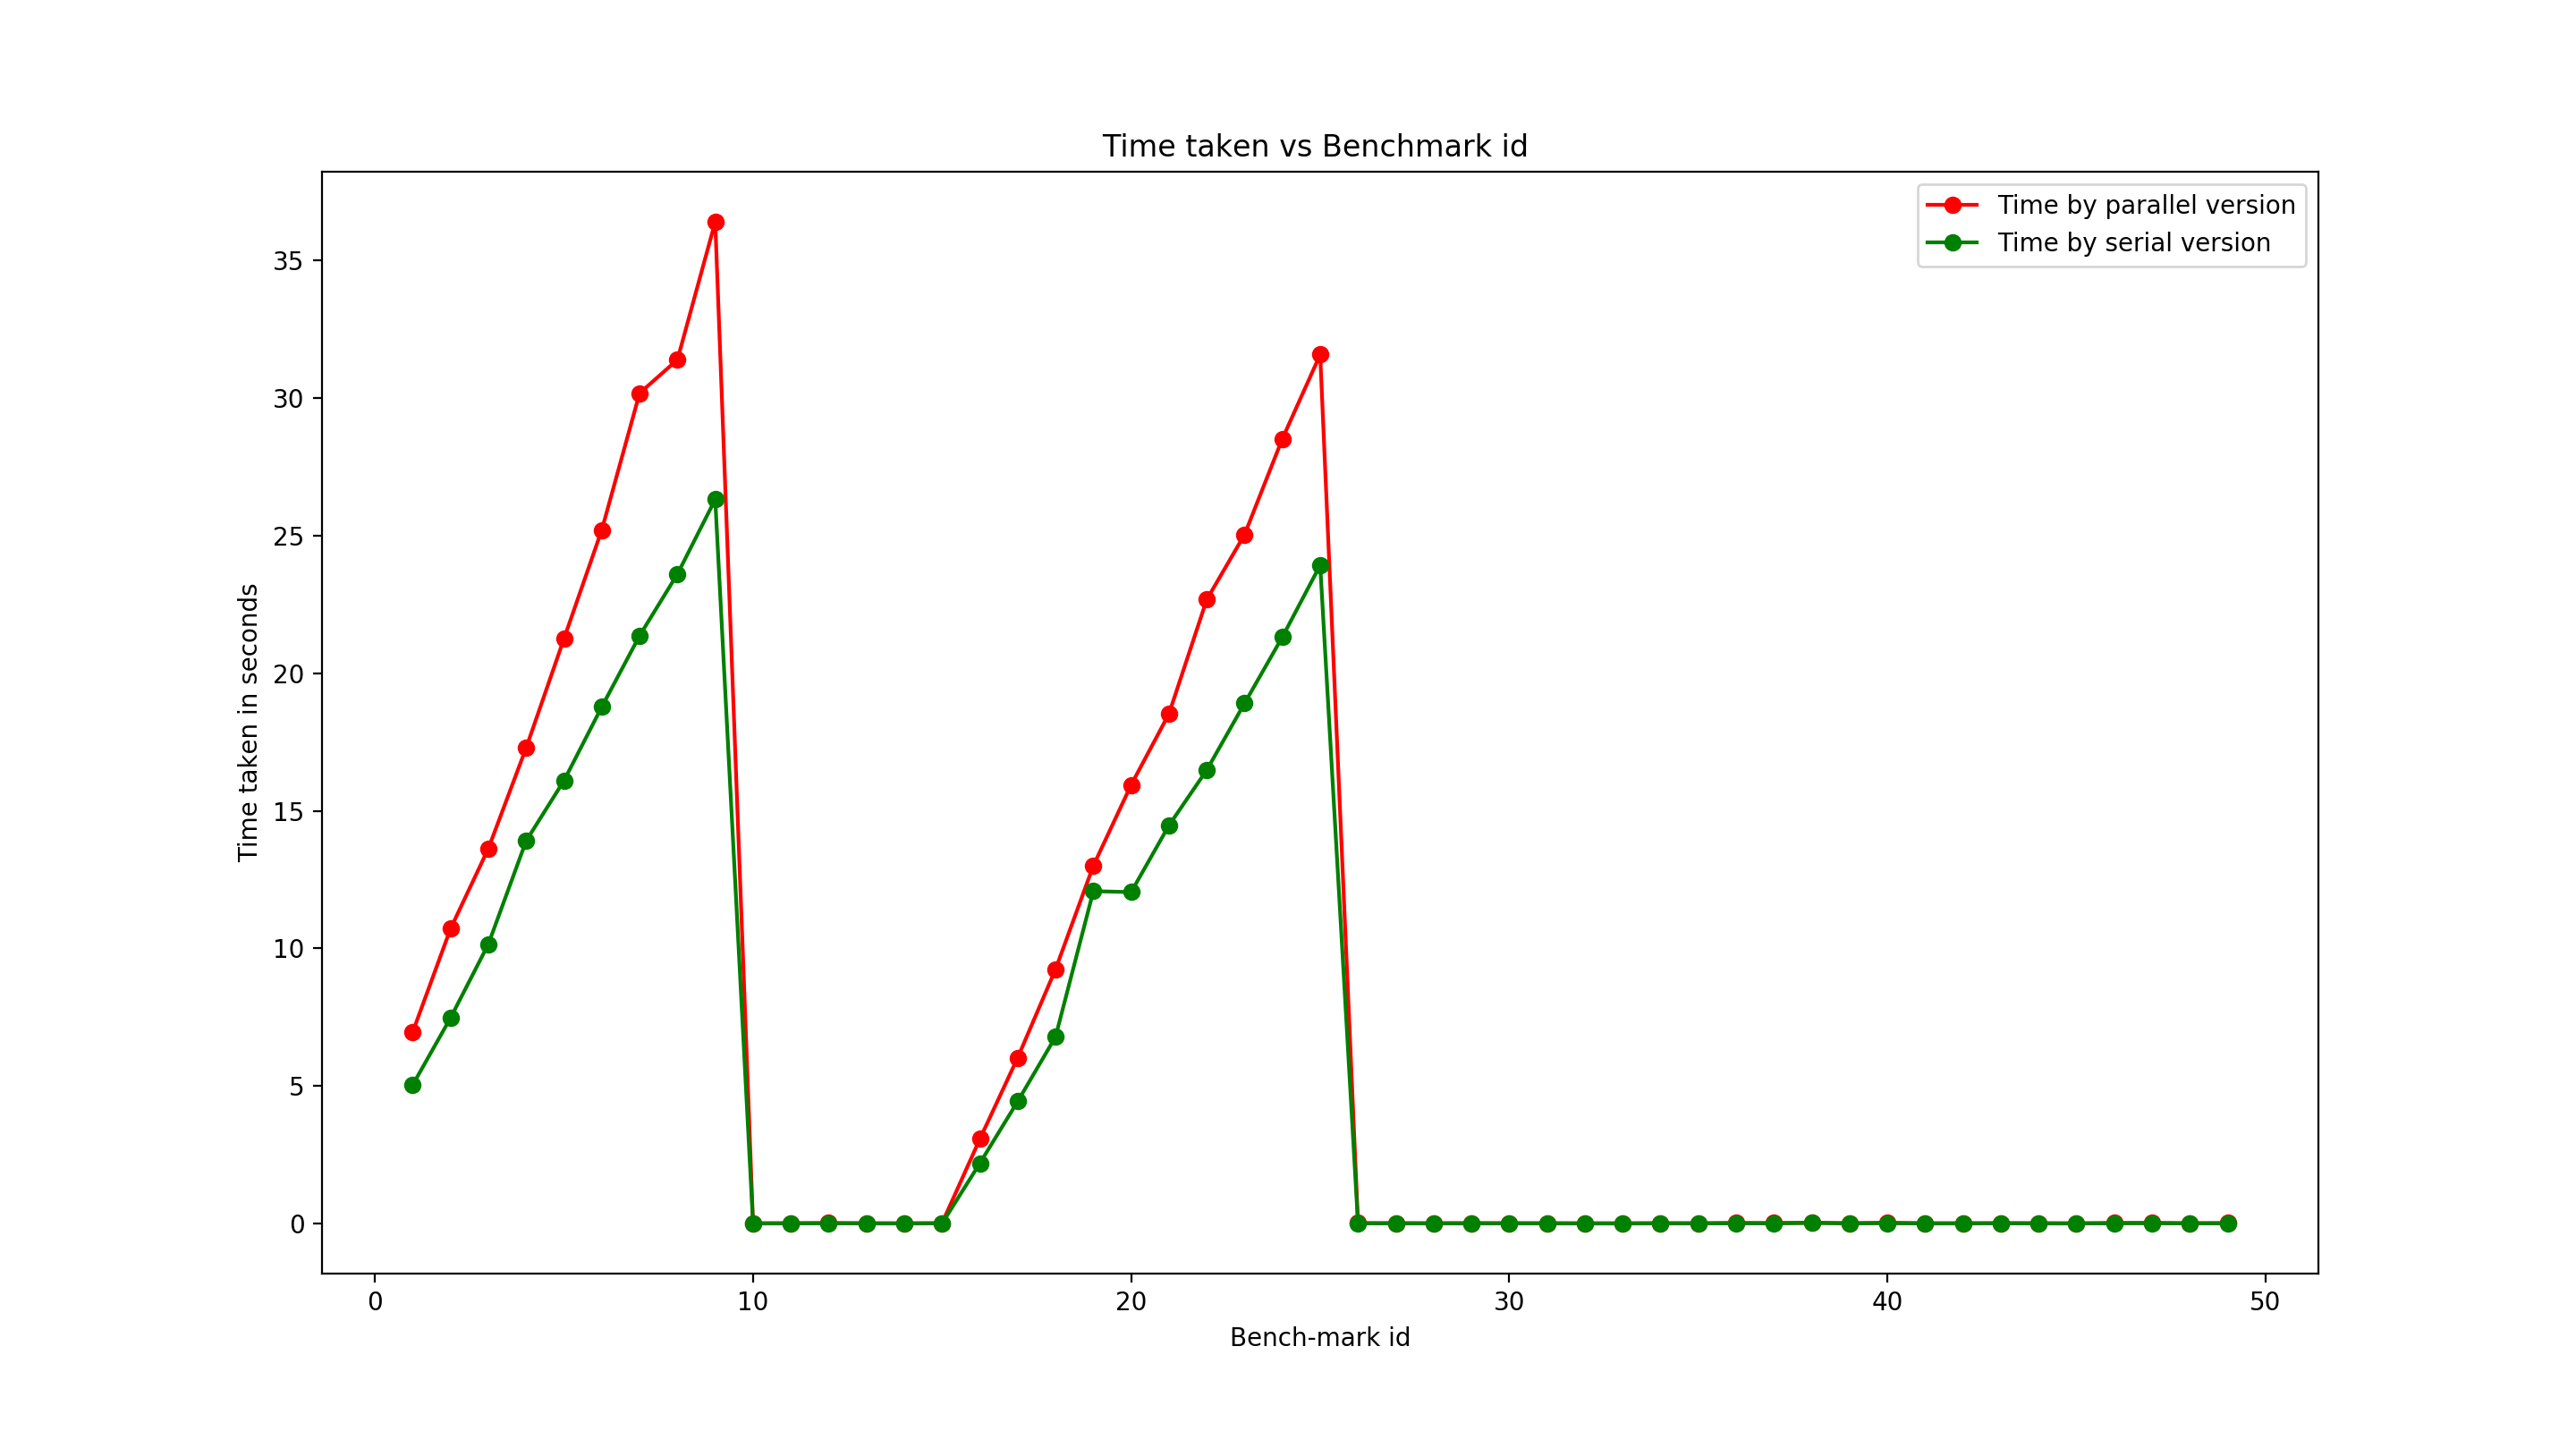 Time taken vs Benchmark id
Time by parallel version
Time by serial version
Time taken in seconds
35
30
25
20
15
10
5
0
0 10 20 30 40 50
Bench-mark id